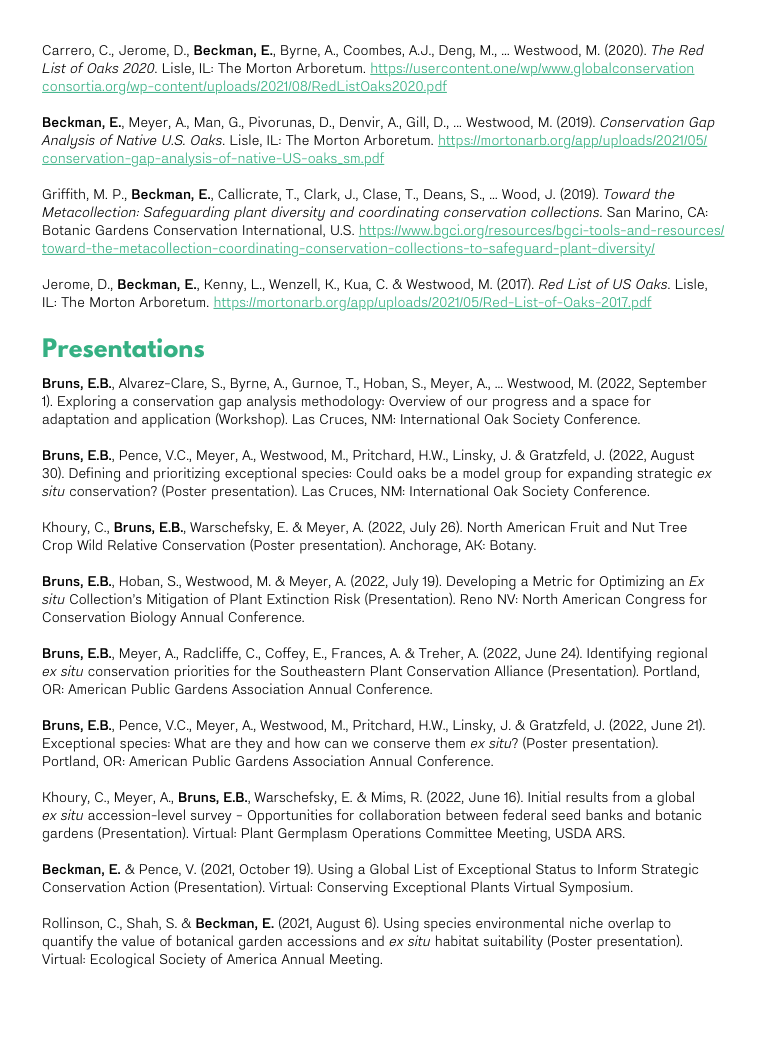 Carrero, C., Jerome, D., Beckman, E., Byrne, A., Coombes, A.J., Deng, M., ... Westwood, M. (2020). The Red
List of Oaks 2020. Lisle, IL: The Morton Arboretum. https://usercontent.one/wp/www.globalconservation
consortia.org/wp-content/uploads/2021/08/RedListOaks2020.pdf
Beckman, E., Meyer, A., Man, G., Pivorunas, D., Denvir, A., Gill, D., ... Westwood, M. (2019). Conservation Gap
Analysis of Native U.S. Oaks. Lisle, IL: The Morton Arboretum. https://mortonarb.org/app/uploads/2021/05/
conservation-gap-analysis-of-native-US-oaks_sm.pdf
Griffith, M. P., Beckman, E., Callicrate, T., Clark, J., Clase, T., Deans, S., ... Wood, J. (2019). Toward the
Metacollection: Safeguarding plant diversity and coordinating conservation collections. San Marino, CA:
Botanic Gardens Conservation International, U.S. https://www.bgci.org/resources/bgci-tools-and-resources/
toward-the-metacollection-coordinating-conservation-collections-to-safeguard-plant-diversity/
Jerome, D., Beckman, E., Kenny, L., Wenzell, K., Kua, C. & Westwood, M. (2017). Red List of US Oaks. Lisle,
IL: The Morton Arboretum. https://mortonarb.org/app/uploads/2021/05/Red-List-of-Oaks-2017.pdf
Presentations
Bruns, E.B., Alvarez-Clare, S., Byrne, A., Gurnoe, T., Hoban, S., Meyer, A., ... Westwood, M. (2022, September
1). Exploring a conservation gap analysis methodology: Overview of our progress and a space for
adaptation and application (Workshop). Las Cruces, NM: International Oak Society Conference.
Bruns, E.B., Pence, V.C., Meyer, A., Westwood, M., Pritchard, H.W., Linsky, J. & Gratzfeld, J. (2022, August
30). Defining and prioritizing exceptional species: Could oaks be a model group for expanding strategic ex
situ conservation? (Poster presentation). Las Cruces, NM: International Oak Society Conference.
Khoury, C., Bruns, E.B., Warschefsky, E. & Meyer, A. (2022, July 26). North American Fruit and Nut Tree
Crop Wild Relative Conservation (Poster presentation). Anchorage, AK: Botany.
Bruns, E.B., Hoban, S., Westwood, M. & Meyer, A. (2022, July 19). Developing a Metric for Optimizing an Ex
situ Collection's Mitigation of Plant Extinction Risk (Presentation). Reno NV: North American Congress for
Conservation Biology Annual Conference.
Bruns, E.B., Meyer, A., Radcliffe, C., Coffey, E., Frances, A. & Treher, A. (2022, June 24). Identifying regional
ex situ conservation priorities for the Southeastern Plant Conservation Alliance (Presentation). Portland,
OR: American Public Gardens Association Annual Conference.
Bruns, E.B., Pence, V.C., Meyer, A., Westwood, M., Pritchard, H.W., Linsky, J. & Gratzfeld, J. (2022, June 21).
Exceptional species: What are they and how can we conserve them ex situ? (Poster presentation).
Portland, OR: American Public Gardens Association Annual Conference.
Khoury, C., Meyer, A., Bruns, E.B., Warschefsky, E. & Mims, R. (2022, June 16). Initial results from a global
ex situ accession-level survey – Opportunities for collaboration between federal seed banks and botanic
gardens (Presentation). Virtual: Plant Germplasm Operations Committee Meeting, USDA ARS.
Beckman, E. & Pence, V. (2021, October 19). Using a Global List of Exceptional Status to Inform Strategic
Conservation Action (Presentation). Virtual: Conserving Exceptional Plants Virtual Symposium.
Rollinson, C., Shah, S. & Beckman, E. (2021, August 6). Using species environmental niche overlap to
quantify the value of botanical garden accessions and ex situ habitat suitability (Poster presentation).
Virtual: Ecological Society of America Annual Meeting.